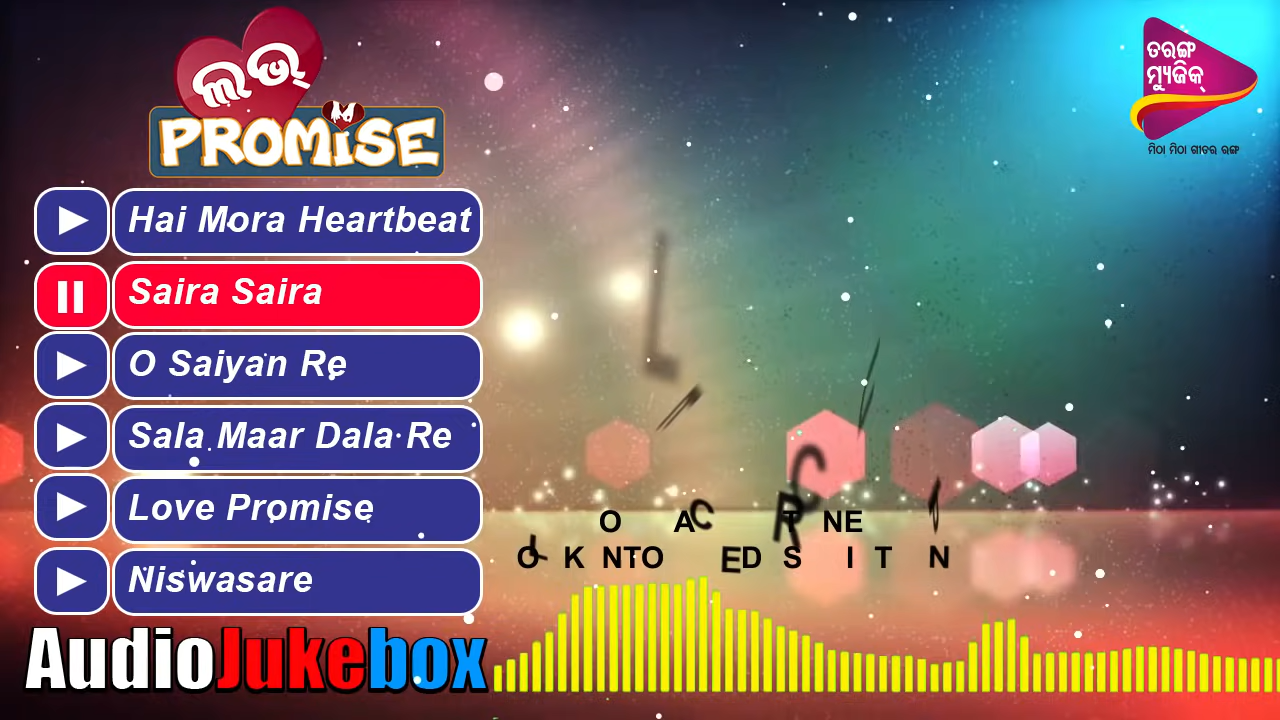 ଲଭ୍
PROMISE
ତରଙ୍ଗ
ମ୍ୟୁଜିକ୍
ମିଠା ମିଠା ଗୀତର ରଙ୍ଗ
Hai Mora Heartbeat
Saira Saira
O Saiyan Re
Sala Maar Dala Re
Love Promise
Niswasare
AudioJukebox